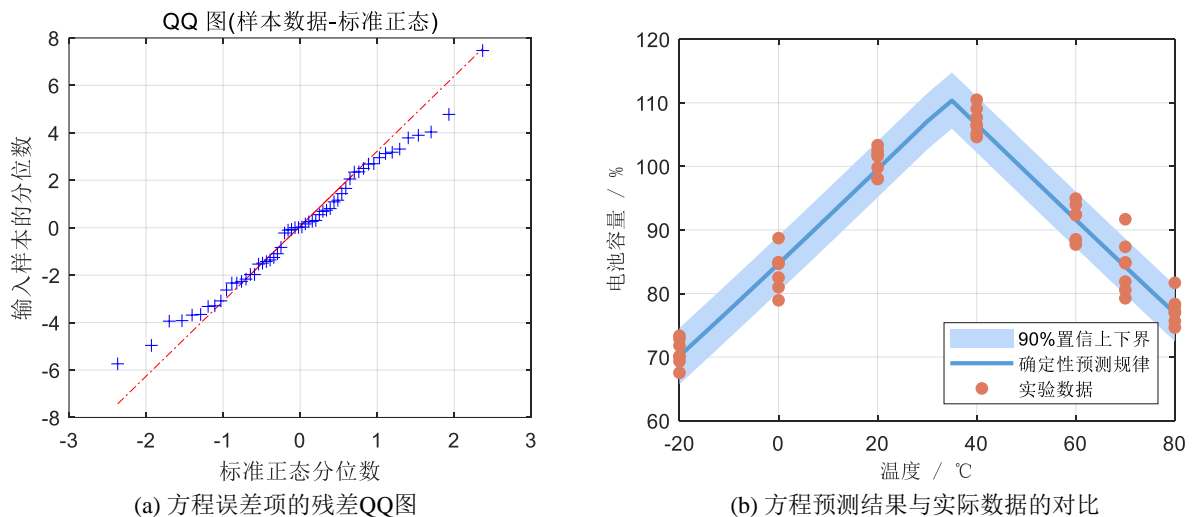 QQ 图(样本数据-标准正态)
8
6
4
2
0
-2
-4
-6
-8
输入样本的分位数
-3
-2
-1
0
1
2
3
标准正态分位数
(a) 方程误差项的残差QQ图
120
110
100
90
80
70
60
电池容量 / %
90%置信上下界
确定性预测规律
实验数据
-20
0
20
40
60
80
温度 / ℃
(b) 方程预测结果与实际数据的对比